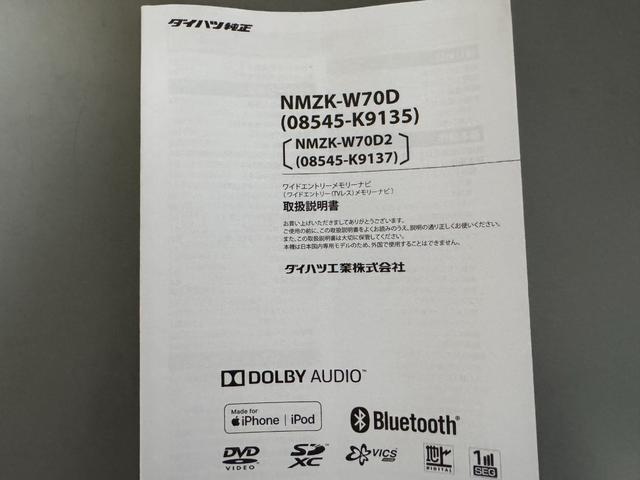 ダイハツ純正
NMZK-W70D
(08545-K9135)
NMZK-W70D2
(08545-K9137)
ワイドエントリーメモリーナビ
(ワイドエントリー(TVレス)メモリーナビ)
取扱説明書
お買い上げいただきましてありがとうございます。
ご使用の前に、この取扱説明書をよくお読みのうえ、説明の通り正しくお使いください。
また、この取扱説明書は大切に保管してください。
本機は日本国内専用モデルのため、外国で使用することはできません。
ダイハツ工業株式会社
DOLBY AUDIO™
Made for
iPhone | iPod
Bluetooth®
DVD VIDEO
SD XC
VICS
地上 DIGITAL
1 SEG